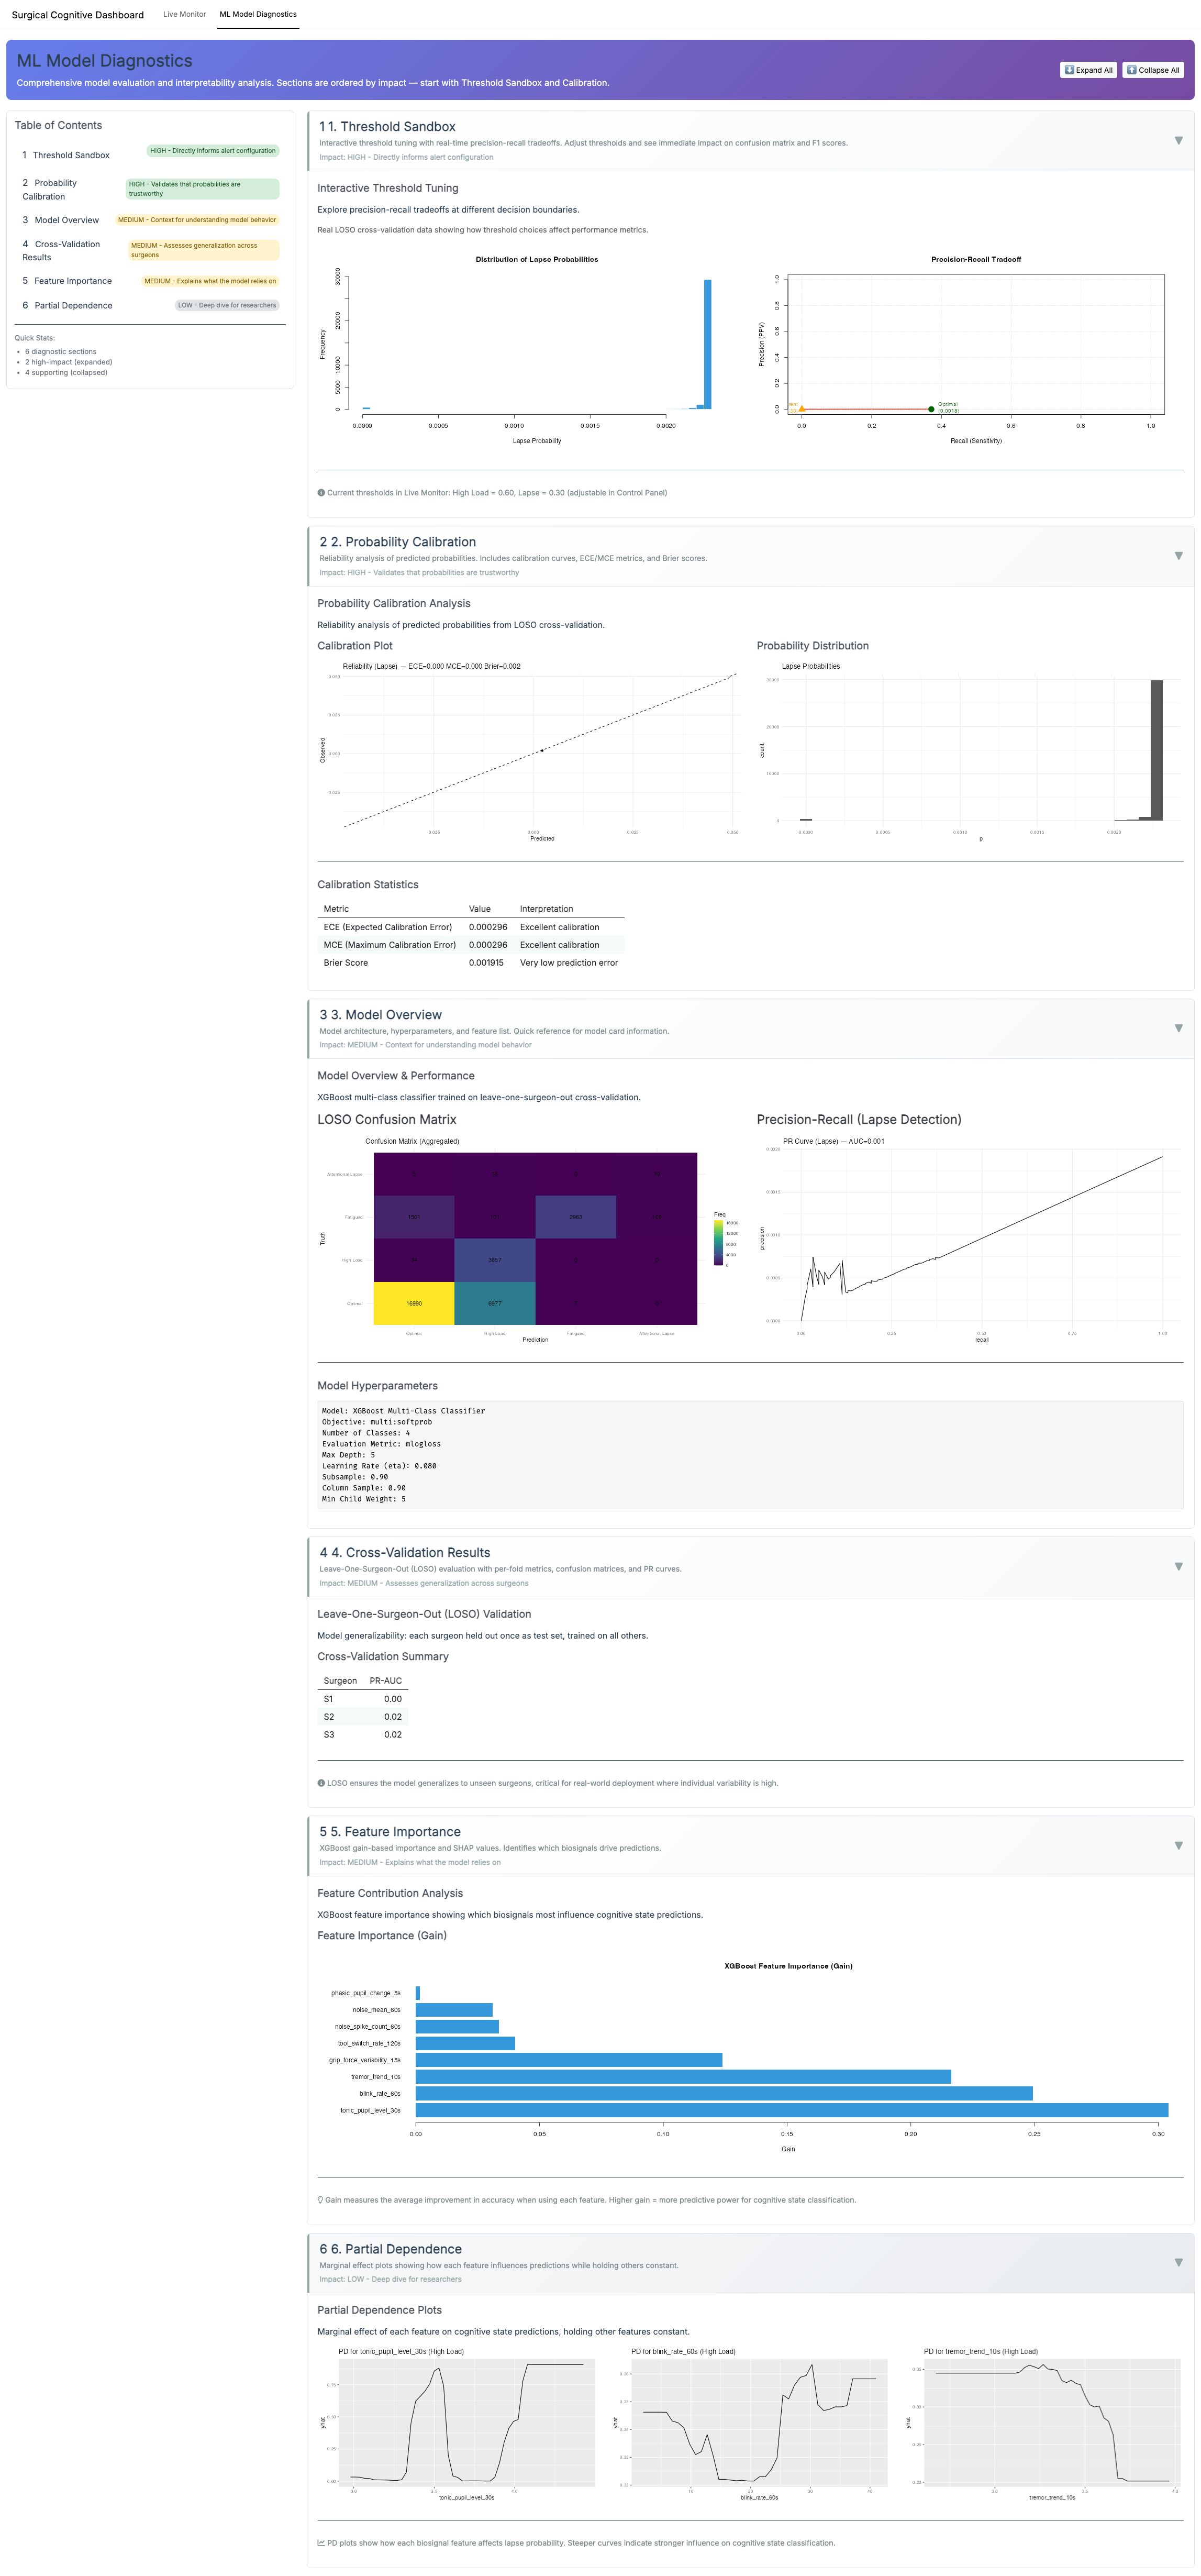 Surgical Cognitive Dashboard
Live Monitor
ML Model Diagnostics
ML Model Diagnostics
Comprehensive model evaluation and interpretability analysis. Sections are ordered by impact — start with Threshold Sandbox and Calibration.
Expand All
Collapse All
Table of Contents
1 Threshold Sandbox
HIGH - Directly informs alert configuration
2 Probability
Calibration
HIGH - Validates that probabilities are
trustworthy
3 Model Overview
MEDIUM - Context for understanding model behavior
4 Cross-Validation
Results
MEDIUM - Assesses generalization across
surgeons
5 Feature Importance
MEDIUM - Explains what the model relies on
6 Partial Dependence
LOW - Deep dive for researchers
Quick Stats:
• 6 diagnostic sections
• 2 high-impact (expanded)
• 4 supporting (collapsed)
1 1. Threshold Sandbox
Interactive threshold tuning with real-time precision-recall tradeoffs. Adjust thresholds and see immediate impact on confusion matrix and F1 scores.
Impact: HIGH - Directly informs alert configuration
Interactive Threshold Tuning
Explore precision-recall tradeoffs at different decision boundaries.
Real LOSO cross-validation data showing how threshold choices affect performance metrics.
Distribution of Lapse Probabilities
Frequency
0 5000 10000 20000 30000
0.0000 0.0005 0.0010 0.0015 0.0020
Lapse Probability
Precision-Recall Tradeoff
Precision (PPV)
0.0 0.2 0.4 0.6 0.8 1.0
Optimal
(0.0018)
0.0 0.2 0.4 0.6 0.8 1.0
Recall (Sensitivity)
Current thresholds in Live Monitor: High Load = 0.60, Lapse = 0.30 (adjustable in Control Panel)
2 2. Probability Calibration
Reliability analysis of predicted probabilities. Includes calibration curves, ECE/MCE metrics, and Brier scores.
Impact: HIGH - Validates that probabilities are trustworthy
Probability Calibration Analysis
Reliability analysis of predicted probabilities from LOSO cross-validation.
Calibration Plot
Reliability (Lapse) — ECE=0.000 MCE=0.000 Brier=0.002
Observed
0.050
0.025
0.000
-0.025
-0.025 0.000 0.025 0.050
Predicted
Probability Distribution
Lapse Probabilities
count
30000
20000
10000
0
0.0000 0.0005 0.0010 0.0015 0.0020
p
Calibration Statistics
Metric Value Interpretation
ECE (Expected Calibration Error) 0.000296 Excellent calibration
MCE (Maximum Calibration Error) 0.000296 Excellent calibration
Brier Score 0.001915 Very low prediction error
3 3. Model Overview
Model architecture, hyperparameters, and feature list. Quick reference for model card information.
Impact: MEDIUM - Context for understanding model behavior
Model Overview & Performance
XGBoost multi-class classifier trained on leave-one-surgeon-out cross-validation.
LOSO Confusion Matrix
Confusion Matrix (Aggregated)
Truth
Attentional Lapse
Fatigued
High Load
3657
Optimal
16990 6977
Optimal High Load Fatigued Attentional Lapse
Prediction
Freq
16000
12000
8000
4000
0
Precision-Recall (Lapse Detection)
PR Curve (Lapse) — AUC=0.001
precision
0.0020
0.0015
0.0010
0.0005
0.0000
0.00 0.25 0.50 0.75 1.00
recall
Model Hyperparameters
Model: XGBoost Multi-Class Classifier
Objective: multi:softprob
Number of Classes: 4
Evaluation Metric: mlogloss
Max Depth: 5
Learning Rate (eta): 0.080
Subsample: 0.90
Column Sample: 0.90
Min Child Weight: 5
4 4. Cross-Validation Results
Leave-One-Surgeon-Out (LOSO) evaluation with per-fold metrics, confusion matrices, and PR curves.
Impact: MEDIUM - Assesses generalization across surgeons
Leave-One-Surgeon-Out (LOSO) Validation
Model generalizability: each surgeon held out once as test set, trained on all others.
Cross-Validation Summary
Surgeon PR-AUC
S1 0.00
S2 0.02
S3 0.02
LOSO ensures the model generalizes to unseen surgeons, critical for real-world deployment where individual variability is high.
5 5. Feature Importance
XGBoost gain-based importance and SHAP values. Identifies which biosignals drive predictions.
Impact: MEDIUM - Explains what the model relies on
Feature Contribution Analysis
XGBoost feature importance showing which biosignals most influence cognitive state predictions.
Feature Importance (Gain)
XGBoost Feature Importance (Gain)
phasic_pupil_change_5s
noise_mean_60s
noise_spike_count_60s
tool_switch_rate_120s
grip_force_variability_15s
tremor_trend_10s
blink_rate_60s
tonic_pupil_level_30s
0.00 0.05 0.10 0.15 0.20 0.25 0.30
Gain
Gain measures the average improvement in accuracy when using each feature. Higher gain = more predictive power for cognitive state classification.
6 6. Partial Dependence
Marginal effect plots showing how each feature influences predictions while holding others constant.
Impact: LOW - Deep dive for researchers
Partial Dependence Plots
Marginal effect of each feature on cognitive state predictions, holding other features constant.
PD for tonic_pupil_level_30s (High Load)
yhat
tonic_pupil_level_30s
PD for blink_rate_60s (High Load)
yhat
blink_rate_60s
PD for tremor_trend_10s (High Load)
yhat
tremor_trend_10s
PD plots show how each biosignal feature affects lapse probability. Steeper curves indicate stronger influence on cognitive state classification.